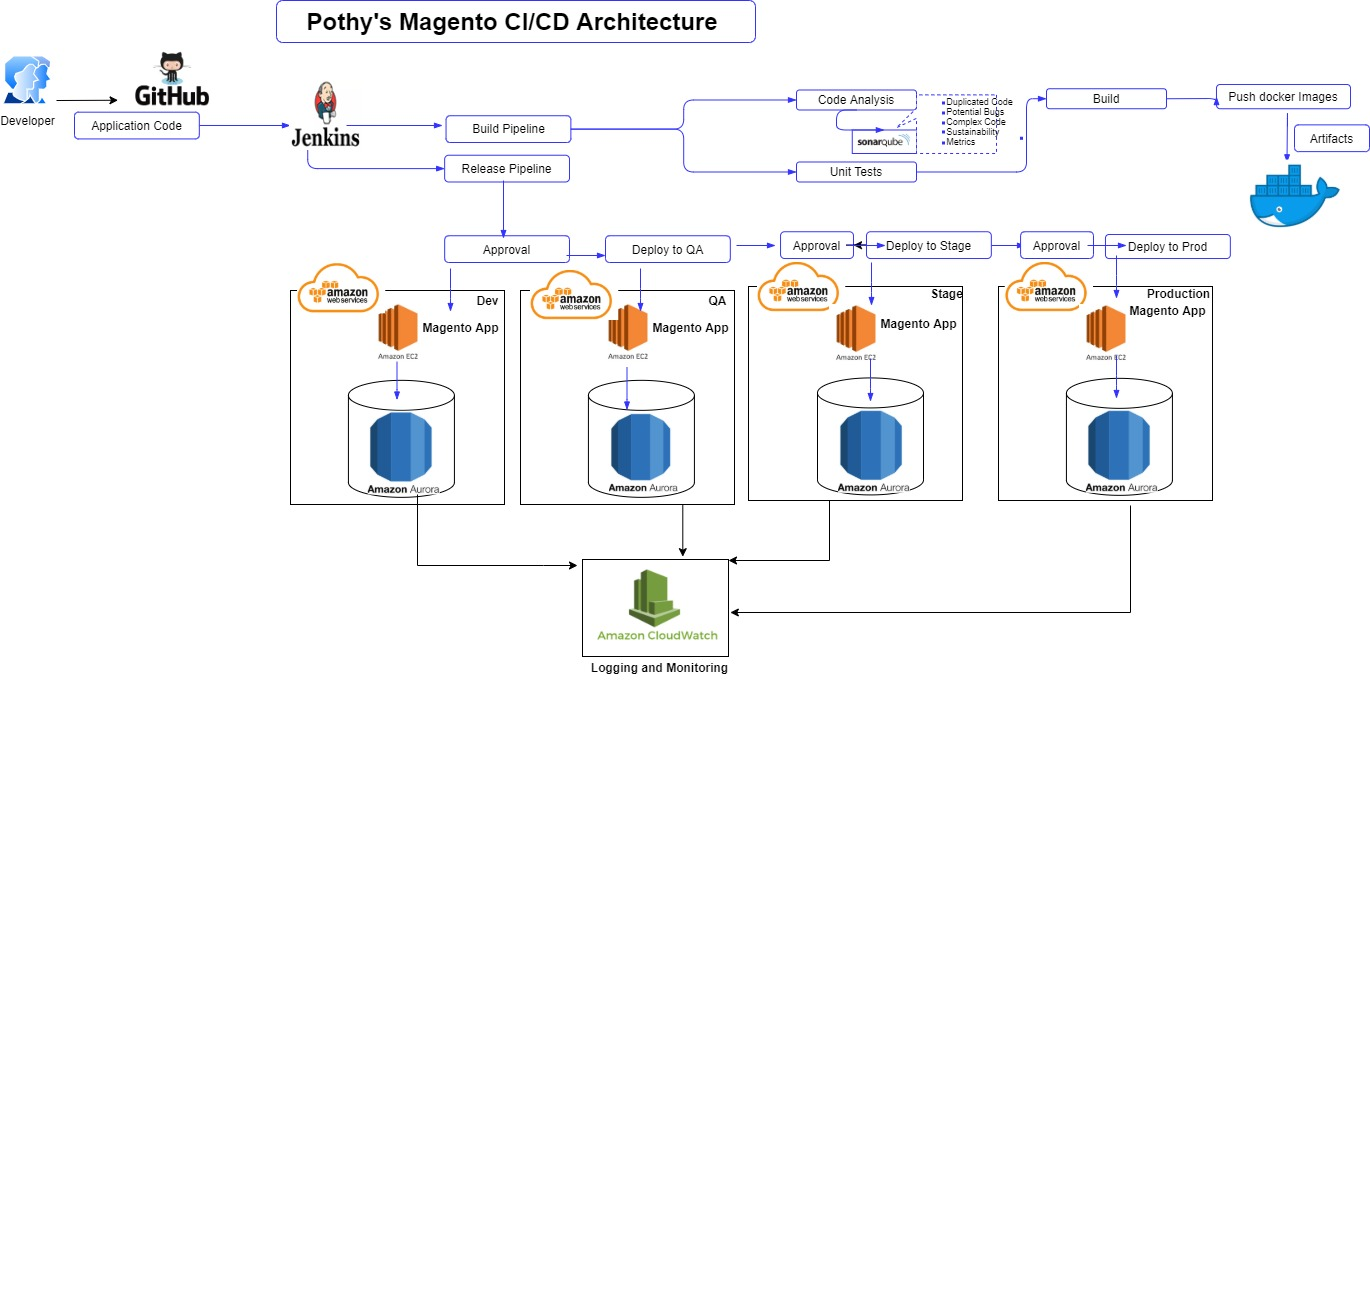 Pothy's Magento CI/CD Architecture
Developer
GitHub
Application Code
Jenkins
Build Pipeline
Release Pipeline
Code Analysis
sonarqube
Duplicated Code
Potential Bugs
Complex Code
Sustainability
Metrics
Unit Tests
Build
Push docker Images
Artifacts
Approval
Deploy to QA
Approval
Deploy to Stage
Approval
Deploy to Prod
amazon
webservices
Dev
Magento App
Amazon EC2
Amazon Aurora
amazon
webservices
QA
Magento App
Amazon EC2
Amazon Aurora
amazon
webservices
Stage
Magento App
Amazon EC2
Amazon Aurora
amazon
webservices
Production
Magento App
Amazon EC2
Amazon Aurora
Amazon CloudWatch
Logging and Monitoring